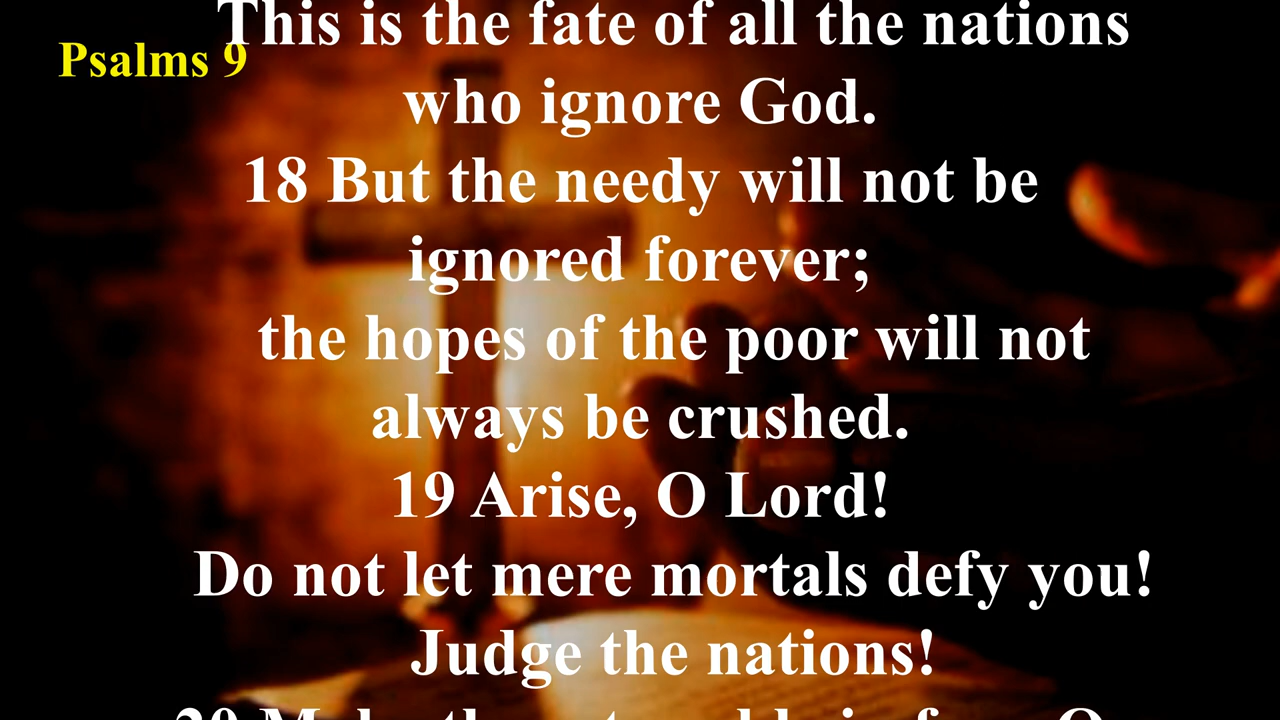 Psalms 9
This is the fate of all the nations
who ignore God.
18 But the needy will not be
ignored forever;
the hopes of the poor will not
always be crushed.
19 Arise, O Lord!
Do not let mere mortals defy you!
Judge the nations!